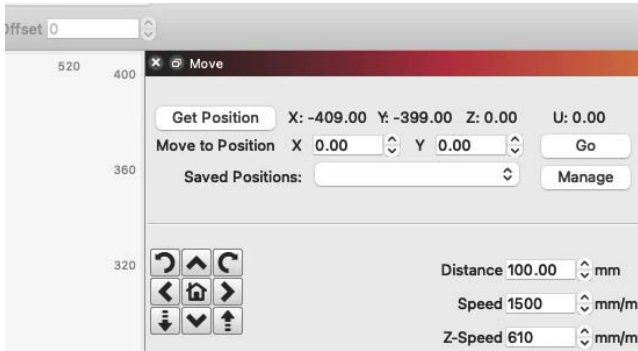 Offset 0
520
400
Move
Get Position X: -409.00 Y: -399.00 Z: 0.00 U: 0.00
Move to Position X 0.00 Y 0.00 Go
360
Saved Positions: Manage
320
Distance 100.00 mm
Speed 1500 mm/m
Z-Speed 610 mm/m